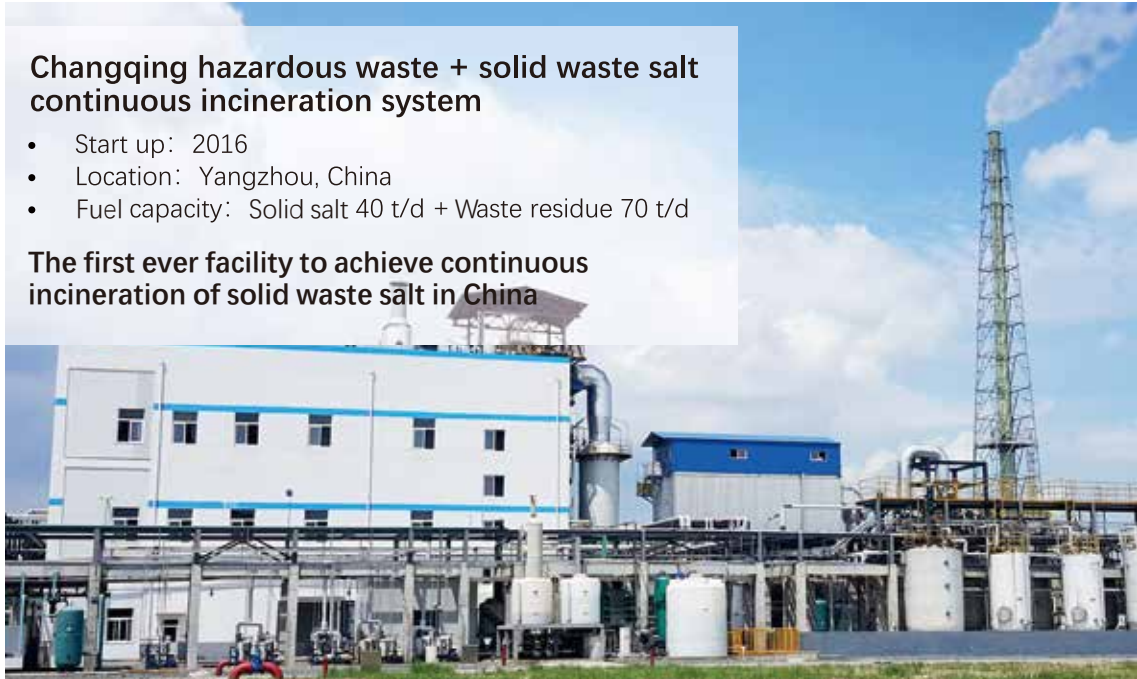 Changqing hazardous waste + solid waste salt
continuous incineration system
• Start up： 2016
• Location： Yangzhou, China
• Fuel capacity： Solid salt 40 t/d + Waste residue 70 t/d
The first ever facility to achieve continuous
incineration of solid waste salt in China